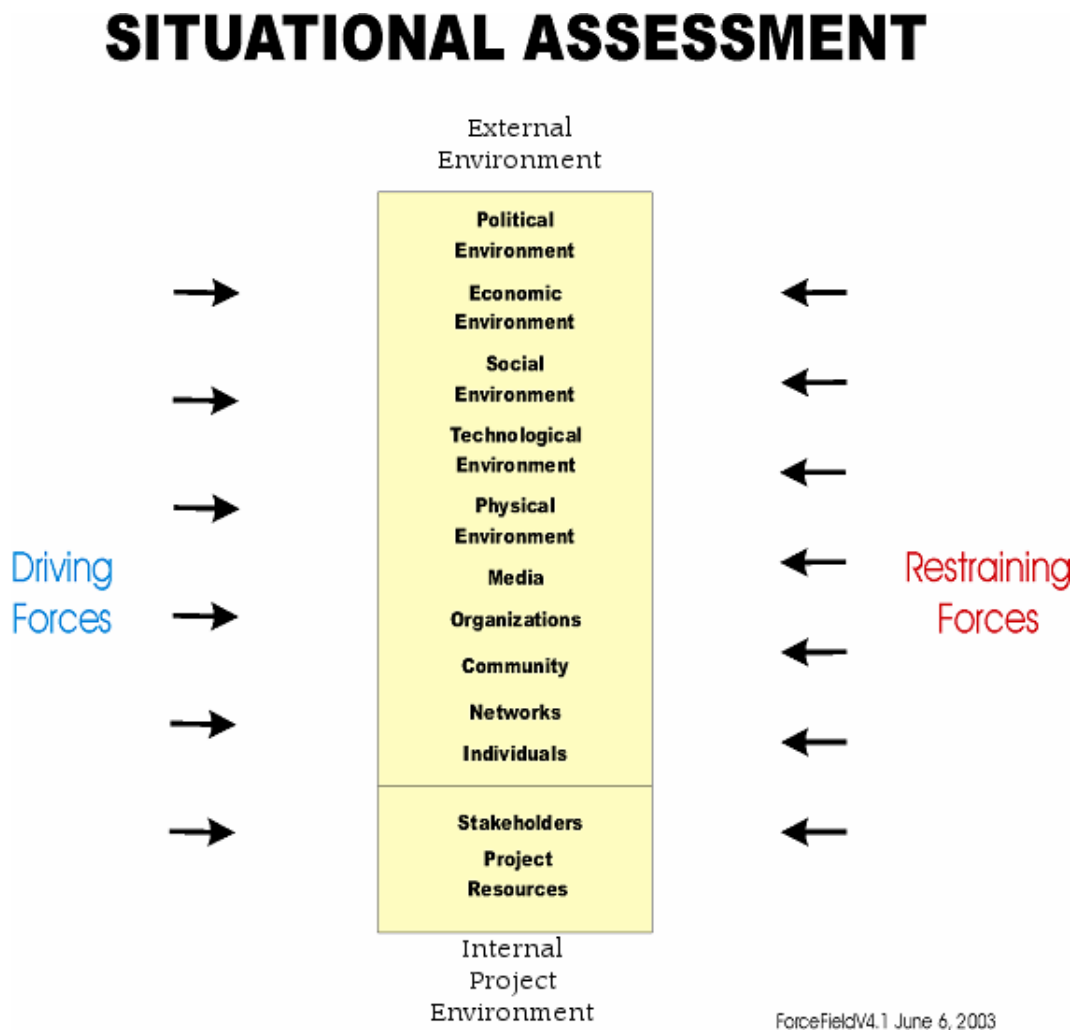 SITUATIONAL ASSESSMENT
External
Environment
Political
Environment
Economic
Environment
Social
Environment
Technological
Environment
Physical
Environment
Driving
Forces
Media
Organizations
Community
Networks
Individuals
Restraining
Forces
Stakeholders
Project
Resources
Internal
Project
Environment
ForceFieldV4.1 June 6, 2003